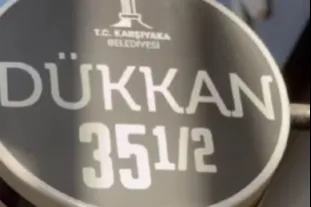 T.C. KARŞIYAKA
BELEDİYESİ
DÜKKAN
35 1/2